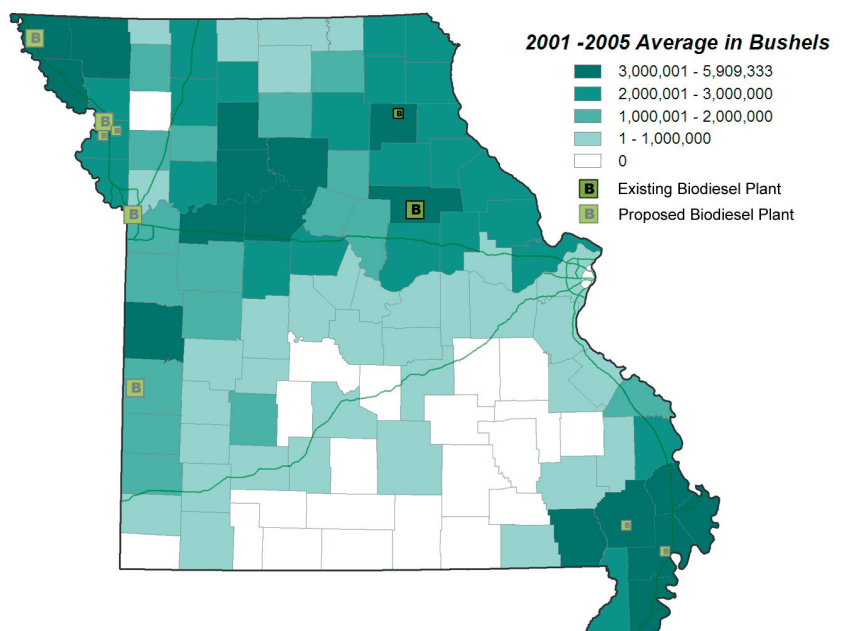 2001 -2005 Average in Bushels
3,000,001 - 5,909,333
2,000,001 - 3,000,000
1,000,001 - 2,000,000
1 - 1,000,000
0
B Existing Biodiesel Plant
B Proposed Biodiesel Plant
B
B
B
B
B
B
B
B
B
B